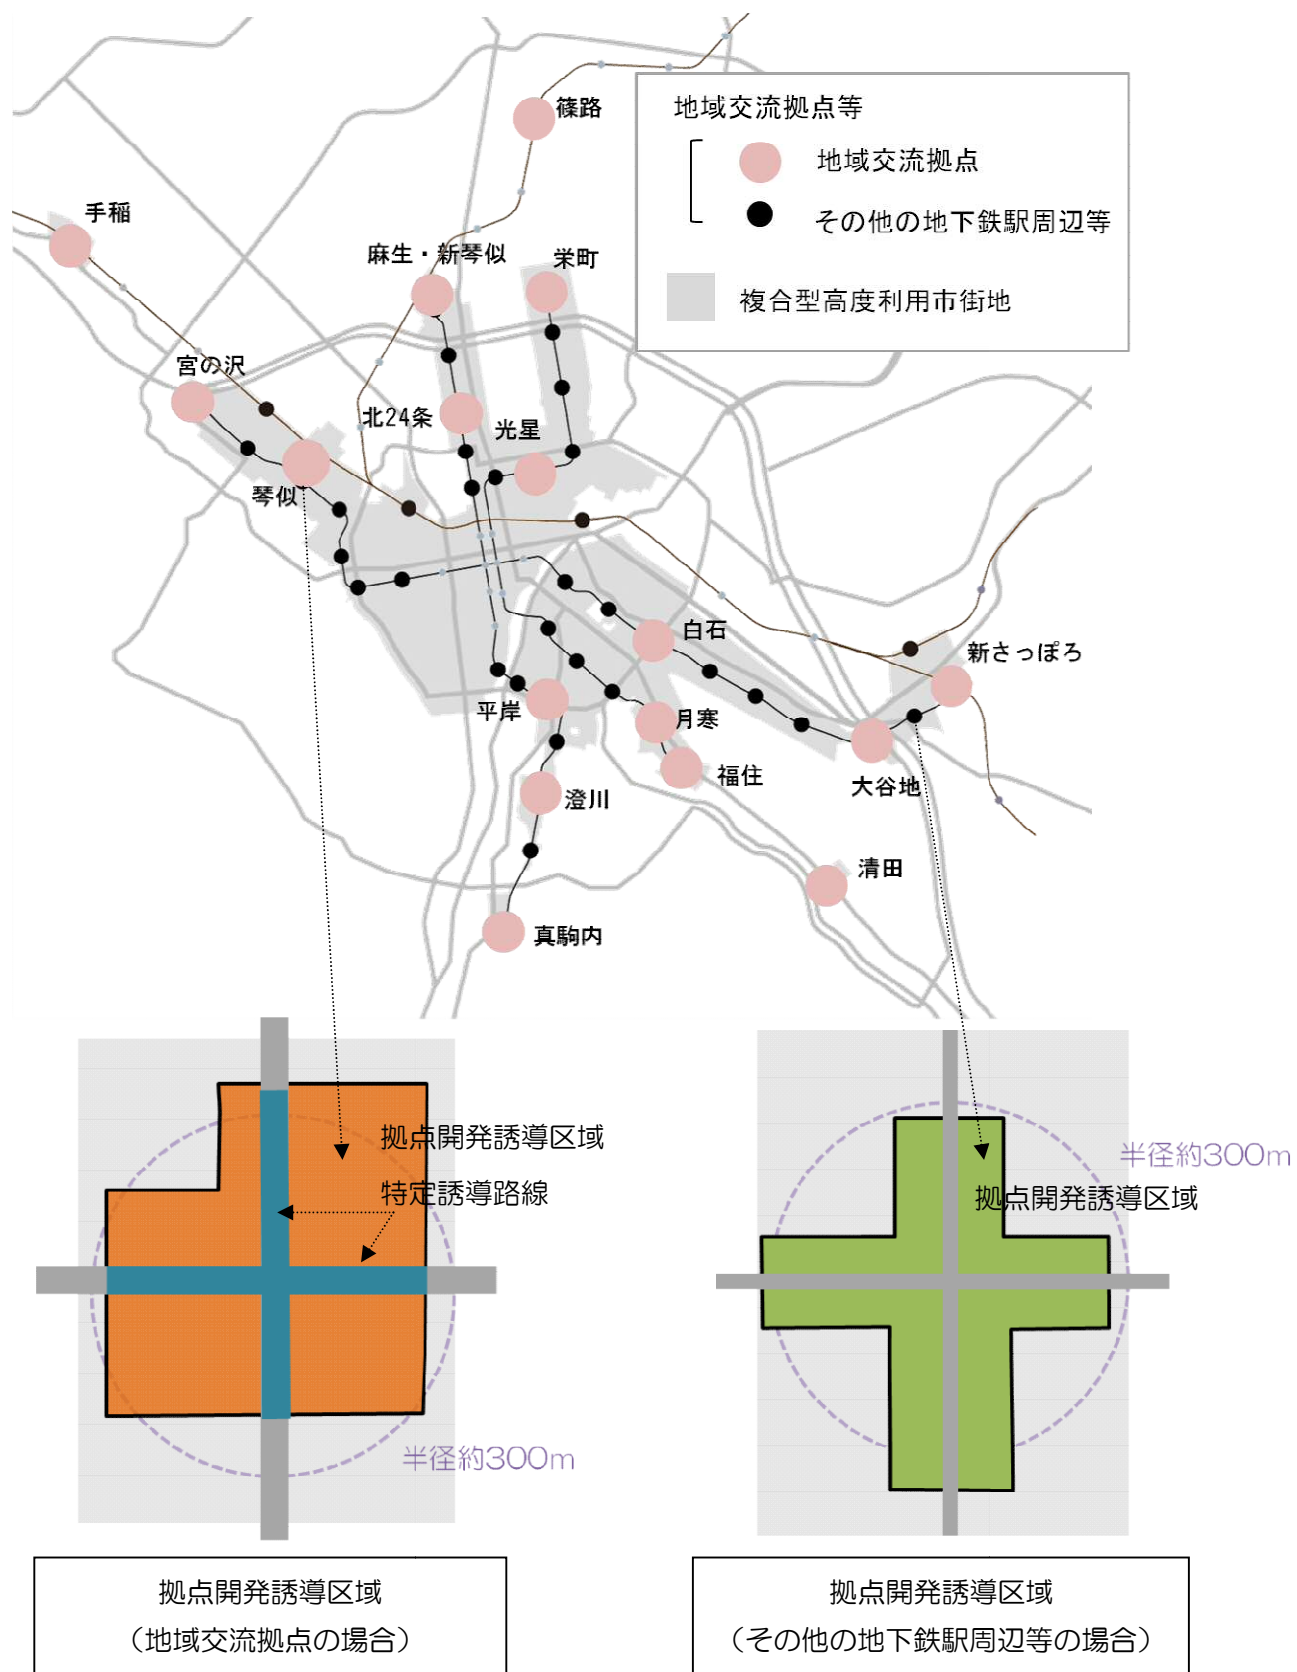 篠路
地域交流拠点等
地域交流拠点
その他の地下鉄駅周辺等
複合型高度利用市街地
手稲
麻生・新琴似
栄町
宮の沢
北24条
光星
琴似
白石
新さっぽろ
平岸
月寒
福住
大谷地
澄川
清田
真駒内
拠点開発誘導区域
特定誘導路線
半径約300m
半径約300m
拠点開発誘導区域
拠点開発誘導区域
（地域交流拠点の場合）
拠点開発誘導区域
（その他の地下鉄駅周辺等の場合）